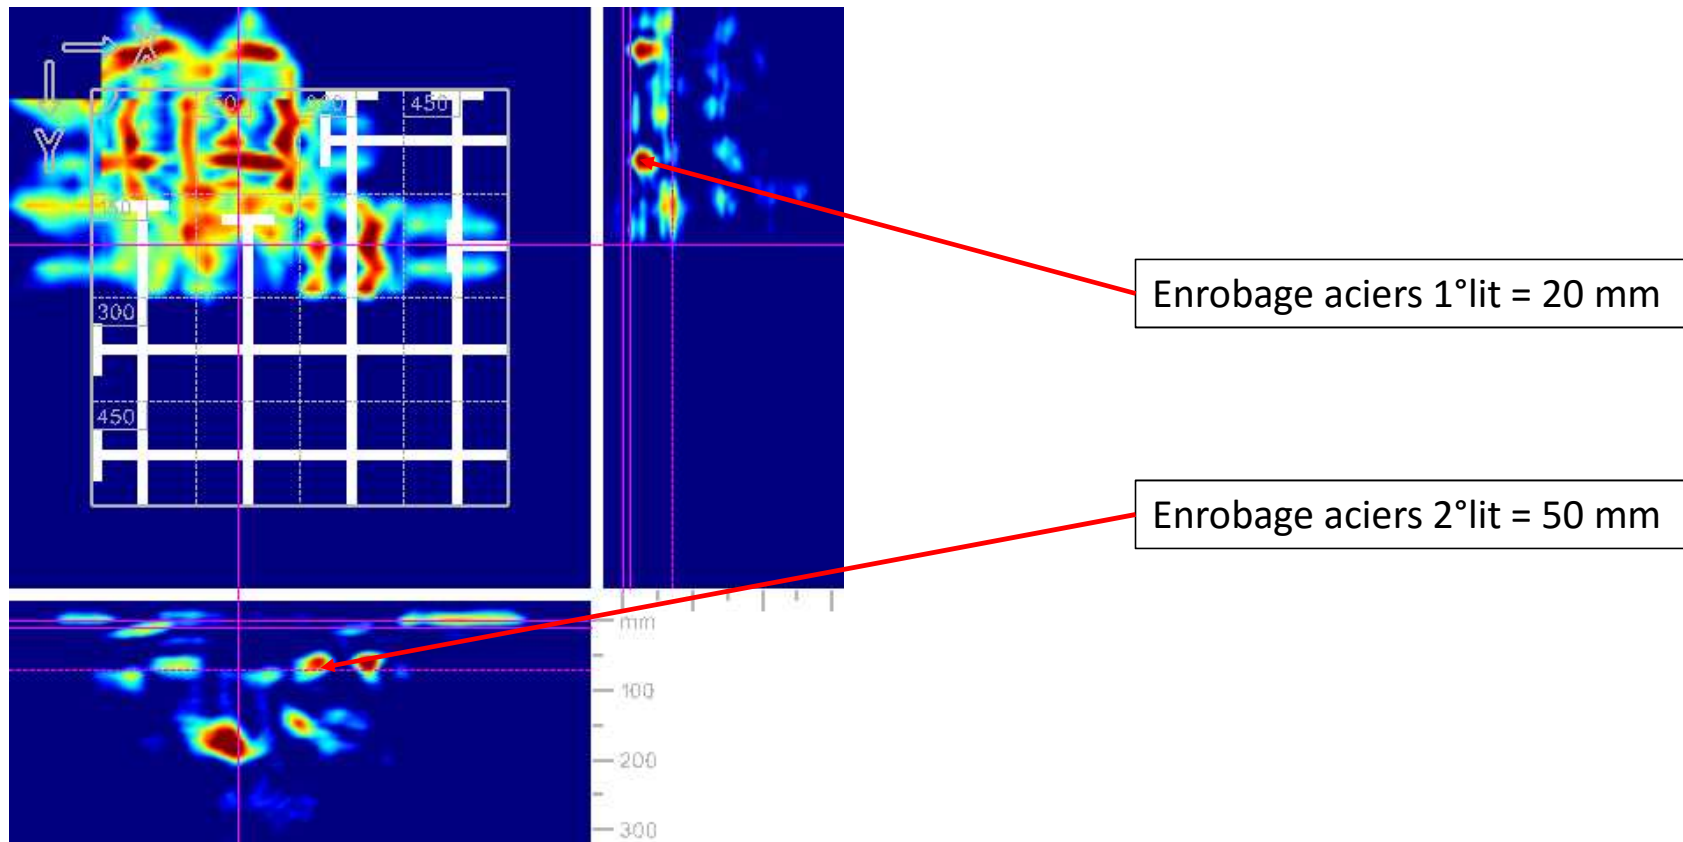 X
Y
450
300
450
Enrobage aciers 1°lit = 20 mm
Enrobage aciers 2°lit = 50 mm
mm
100
200
300